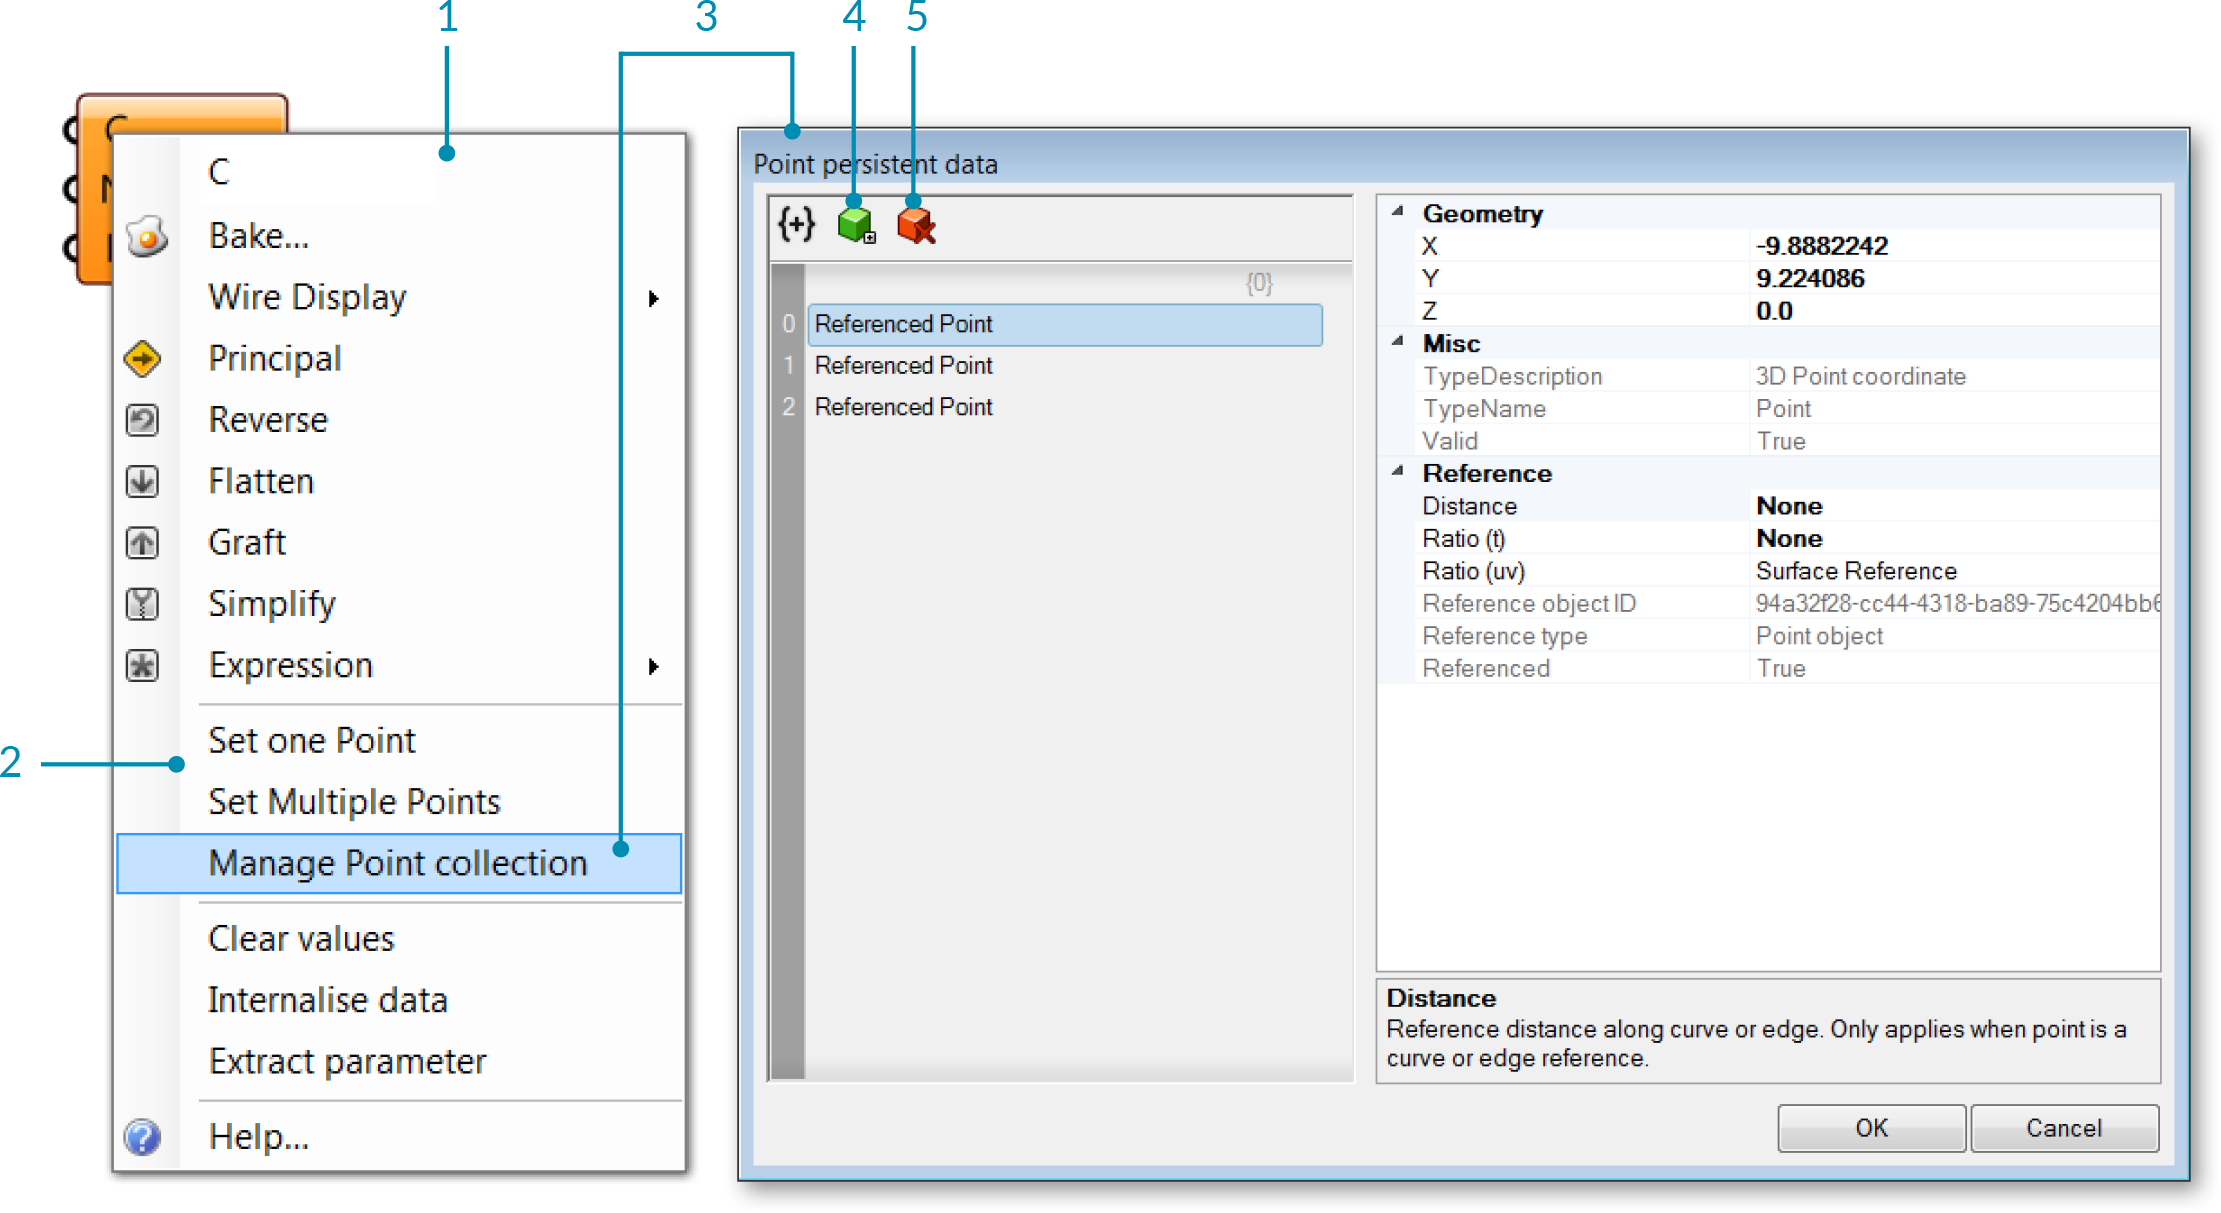 1
3
4
5
2
C
Bake...
Wire Display
Principal
Reverse
Flatten
Graft
Simplify
Expression
Set one Point
Set Multiple Points
Manage Point collection
Clear values
Internalise data
Extract parameter
Help...
Point persistent data
{+}
{0}
0 Referenced Point
1 Referenced Point
2 Referenced Point
Geometry
X -9.8882242
Y 9.224086
Z 0.0
Misc
TypeDescription 3D Point coordinate
TypeName Point
Valid True
Reference
Distance None
Ratio (t) None
Ratio (uv) Surface Reference
Reference object ID 94a32f28-cc44-4318-ba89-75c4204bb6
Reference type Point object
Referenced True
Distance
Reference distance along curve or edge. Only applies when point is a
curve or edge reference.
OK Cancel